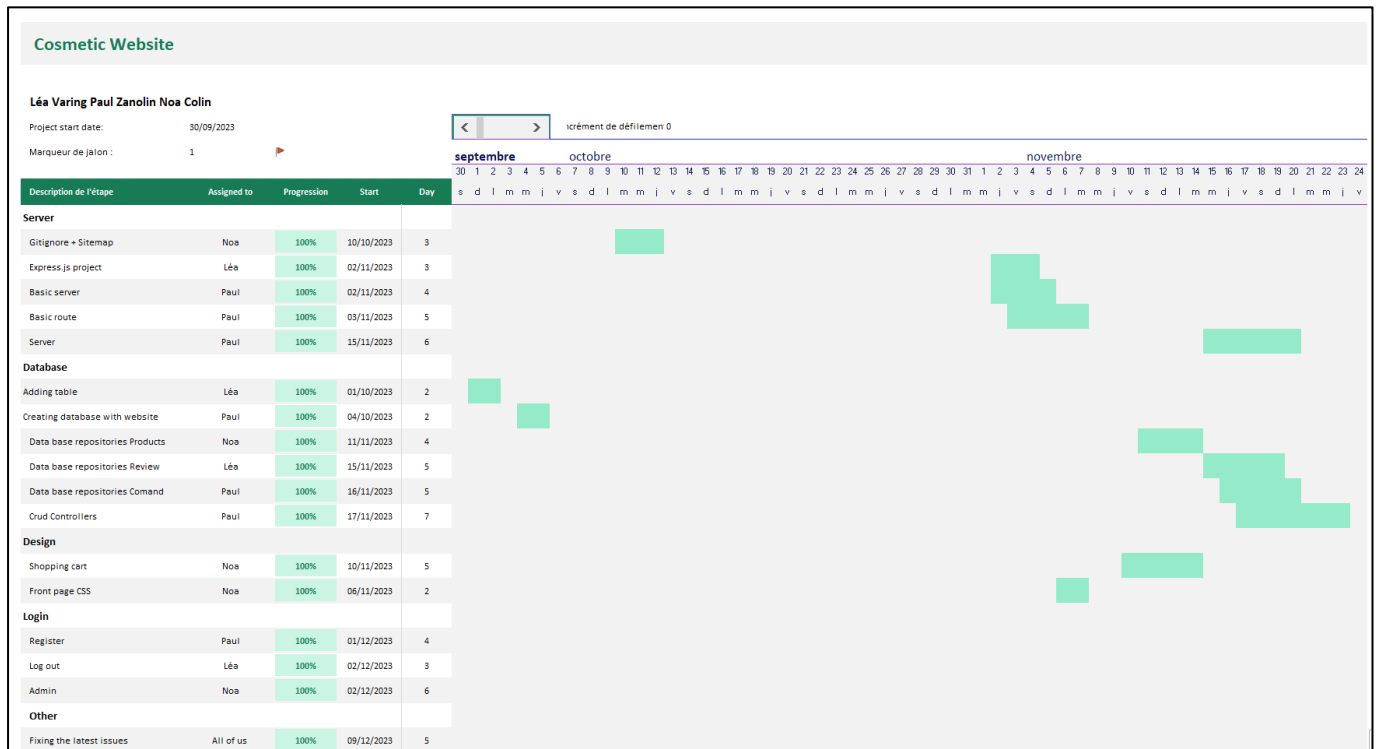 Cosmetic Website
Léa Varing Paul Zanolin Noa Colin
Project start date: 30/09/2023
crément de défilemen 0
Marqueur de jalon : 1
septembre octobre novembre
30 1 2 3 4 5 6 7 8 9 10 11 12 13 14 15 16 17 18 19 20 21 22 23 24 25 26 27 28 29 30 31 1 2 3 4 5 6 7 8 9 10 11 12 13 14 15 16 17 18 19 20 21 22 23 24
Description de l'étape Assigned to Progression Start Day s d l m m j v s d l m m j v s d l m m j v s d l m m j v s d l m m j v s d l m m j v s d l m m j v s d l m m j v
Server
Gitignore + Sitemap Noa 100% 10/10/2023 3
Express.js project Léa 100% 02/11/2023 3
Basic server Paul 100% 02/11/2023 4
Basic route Paul 100% 03/11/2023 5
Server Paul 100% 15/11/2023 6
Database
Adding table Léa 100% 01/10/2023 2
Creating database with website Paul 100% 04/10/2023 2
Data base repositories Products Noa 100% 11/11/2023 4
Data base repositories Review Léa 100% 15/11/2023 5
Data base repositories Comand Paul 100% 16/11/2023 5
Crud Controllers Paul 100% 17/11/2023 7
Design
Shopping cart Noa 100% 10/11/2023 5
Front page CSS Noa 100% 06/11/2023 2
Login
Register Paul 100% 01/12/2023 4
Log out Léa 100% 02/12/2023 3
Admin Noa 100% 02/12/2023 6
Other
Fixing the latest issues All of us 100% 09/12/2023 5